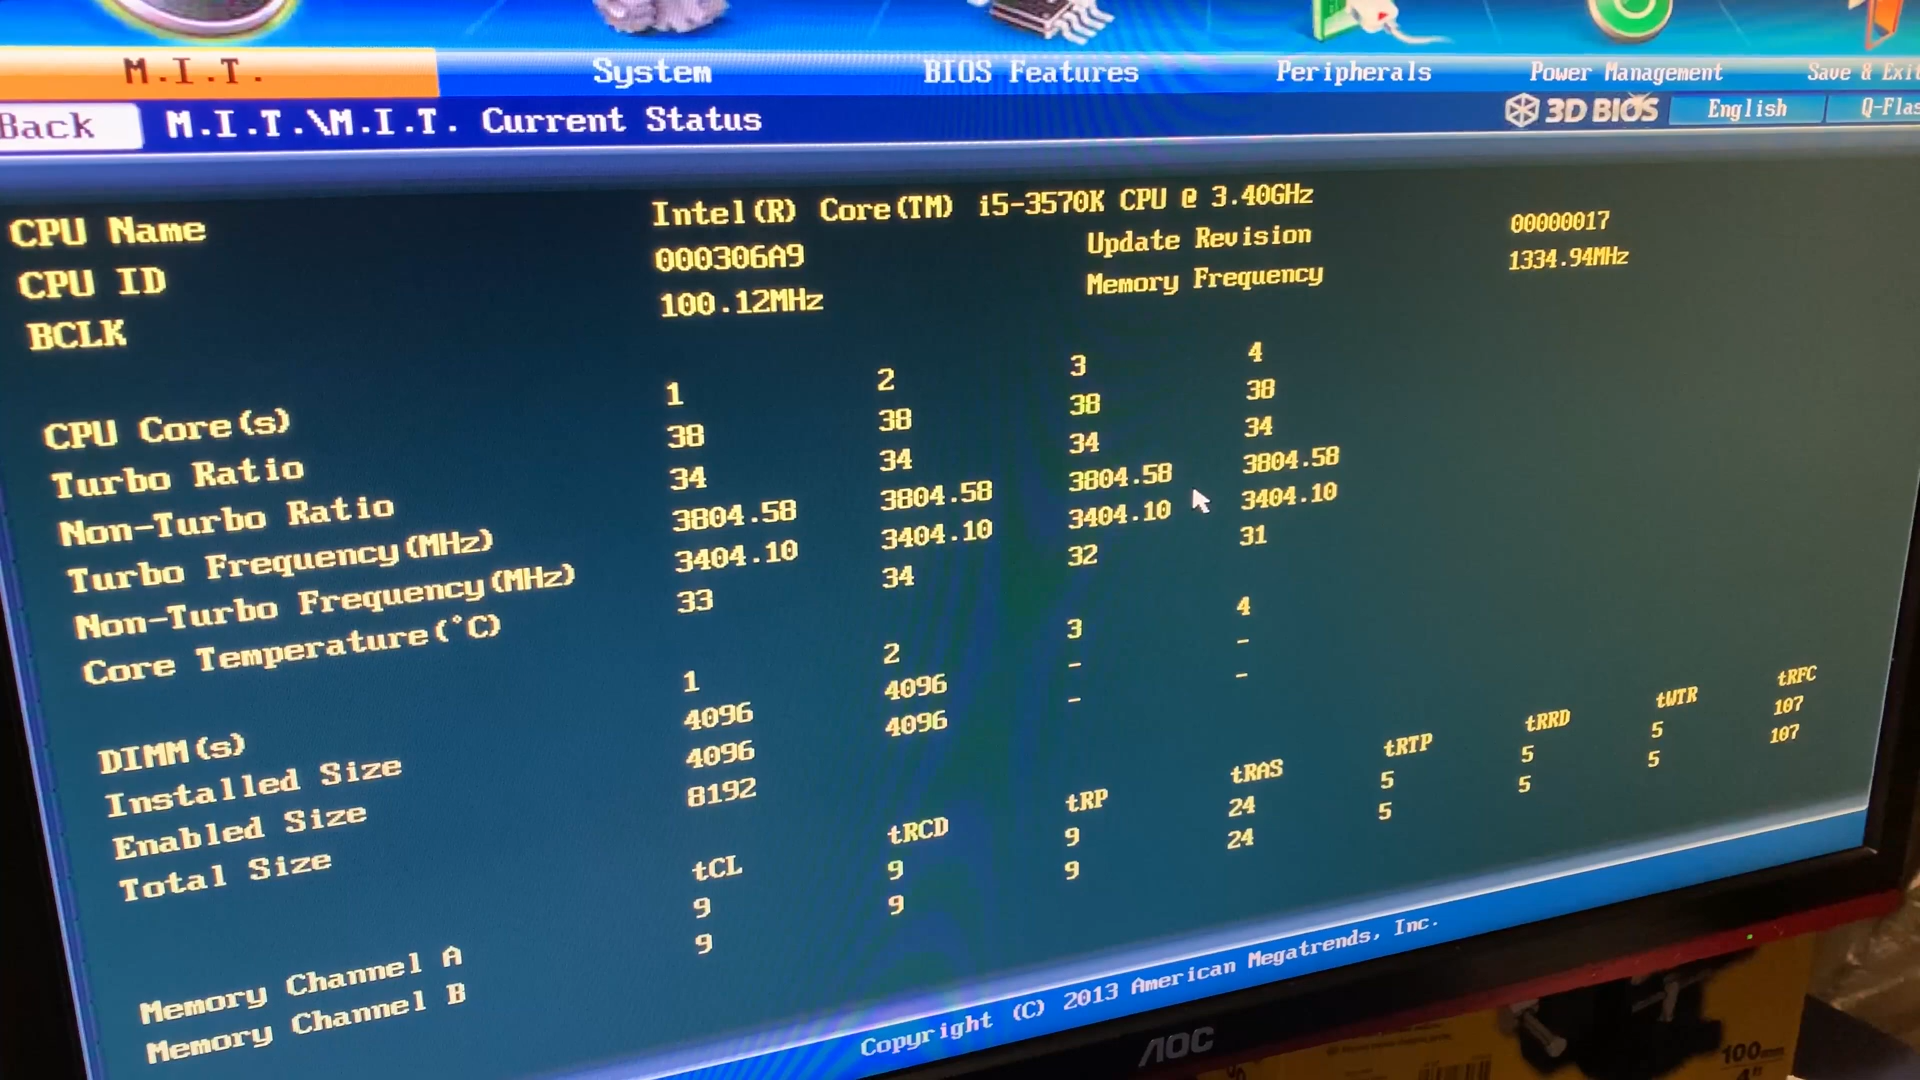 M.I.T. System BIOS Features Peripherals Power Management Save & Exit
Back M.I.T.\M.I.T. Current Status 3D BIOS English Q-Flas
CPU Name Intel(R) Core(TM) i5-3570K CPU @ 3.40GHz
CPU ID 000306A9 Update Revision 00000017
BCLK 100.12MHz Memory Frequency 1334.94MHz
CPU Core(s) 1 2 3 4
Turbo Ratio 38 38 38 38
Non-Turbo Ratio 34 34 34 34
Turbo Frequency(MHz) 3804.58 3804.58 3804.58 3804.58
Non-Turbo Frequency(MHz) 3404.10 3404.10 3404.10 3404.10
Core Temperature(°C) 33 34 32 31
DIMM(s) 1 2 3 4
Installed Size 4096 4096 - -
Enabled Size 4096 4096 - -
Total Size 8192
tCL tRCD tRP tRAS tRTP tRRD tWTR tRFC
Memory Channel A 9 9 9 24 5 5 5 107
Memory Channel B 9 9 9 24 5 5 5 107
Copyright (C) 2013 American Megatrends, Inc.
AOC
100mm